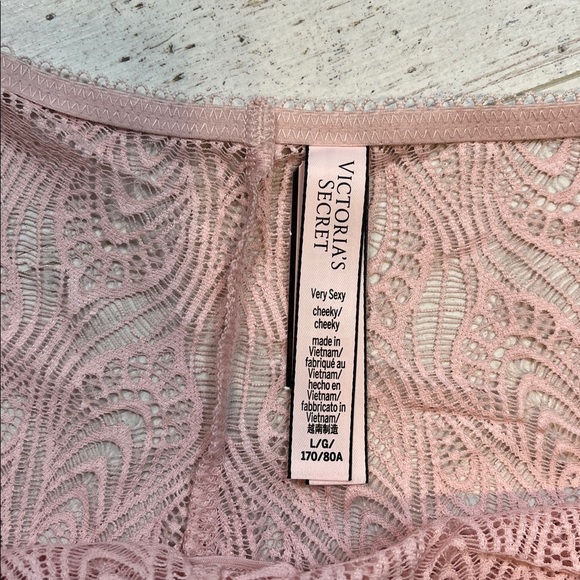 VICTORIA'S
SECRET
Very Sexy
cheeky/
cheeky
made in
Vietnam/
fabriqué au
Vietnam/
hecho en
Vietnam/
fabbricato in
Vietnam/
越南制造
L/G/
170/80A